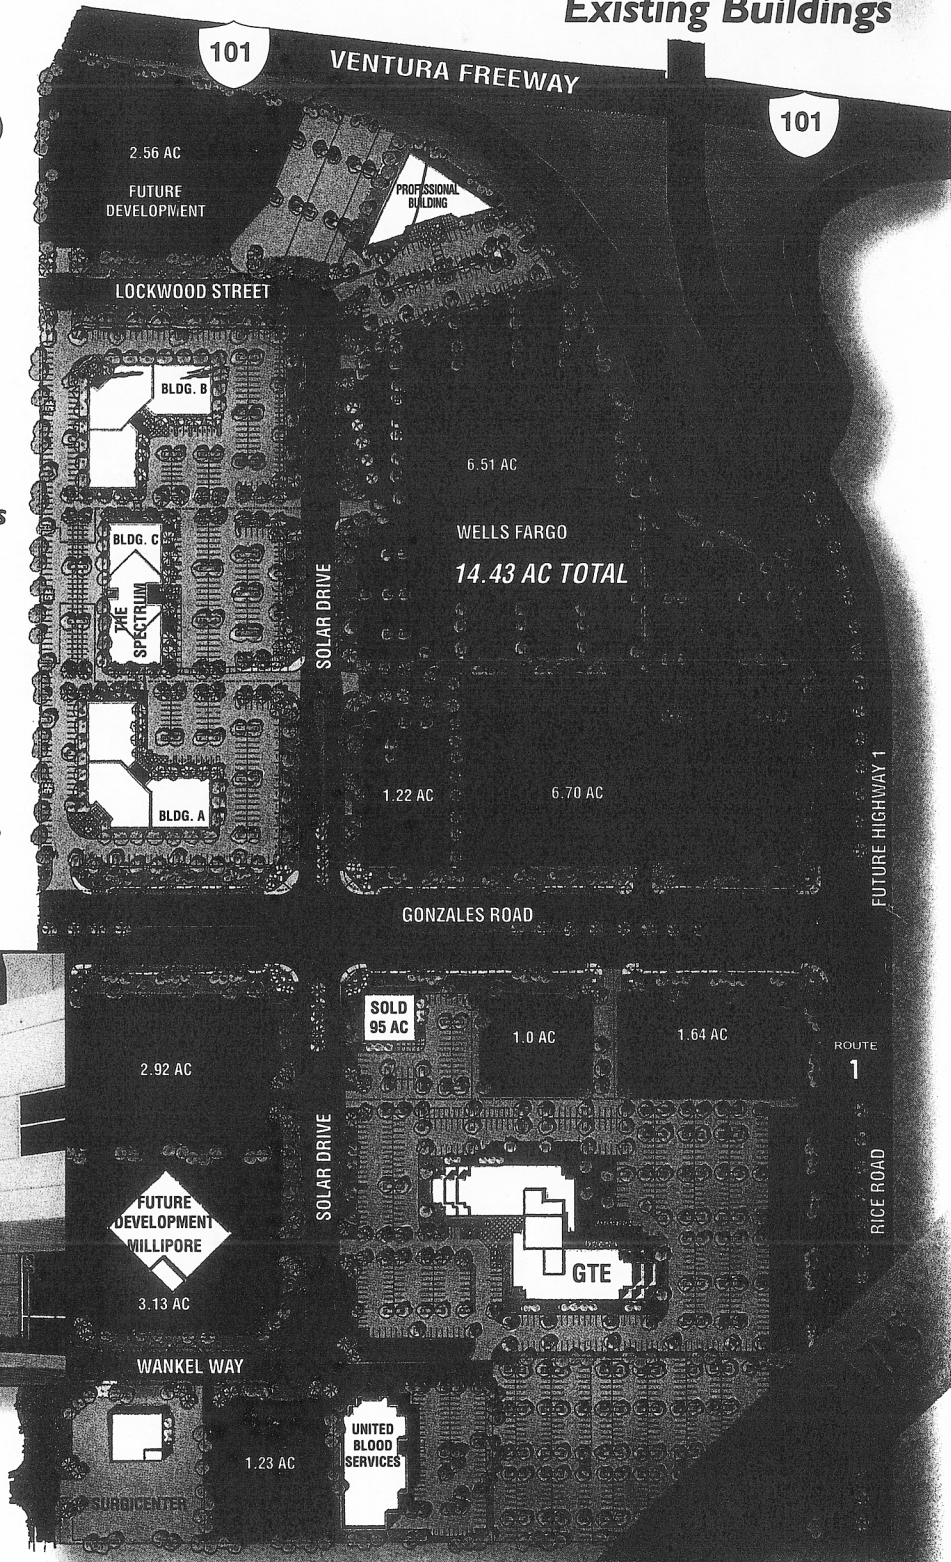 Existing Buildings
101
VENTURA FREEWAY
101
2.56 AC
FUTURE
DEVELOPMENT
PROFESSIONAL
BUILDING
LOCKWOOD STREET
BLDG. B
6.51 AC
WELLS FARGO
14.43 AC TOTAL
BLDG. C
THE
SPECTRUM
SOLAR DRIVE
1.22 AC
6.70 AC
BLDG. A
FUTURE HIGHWAY 1
GONZALES ROAD
SOLD
95 AC
1.0 AC
1.64 AC
ROUTE
1
2.92 AC
SOLAR DRIVE
RICE ROAD
FUTURE
DEVELOPMENT
MILLIPORE
3.13 AC
GTE
WANKEL WAY
UNITED
BLOOD
SERVICES
1.23 AC
SURGICENTER